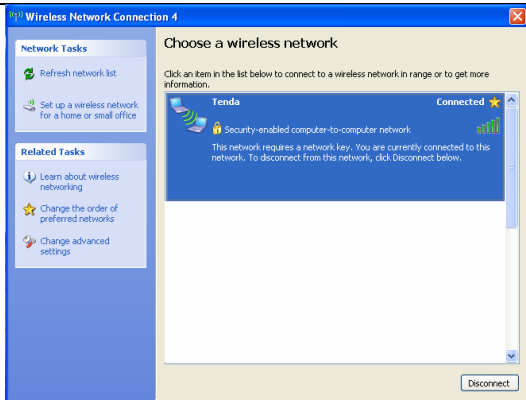 Wireless Network Connection 4
Network Tasks
Refresh network list
Set up a wireless network
for a home or small office
Related Tasks
Learn about wireless
networking
Change the order of
preferred networks
Change advanced
settings
Choose a wireless network
Click an item in the list below to connect to a wireless network in range or to get more
information.
Tenda Connected
Security-enabled computer-to-computer network
This network requires a network key. You are currently connected to this
network. To disconnect from this network, click Disconnect below.
Disconnect